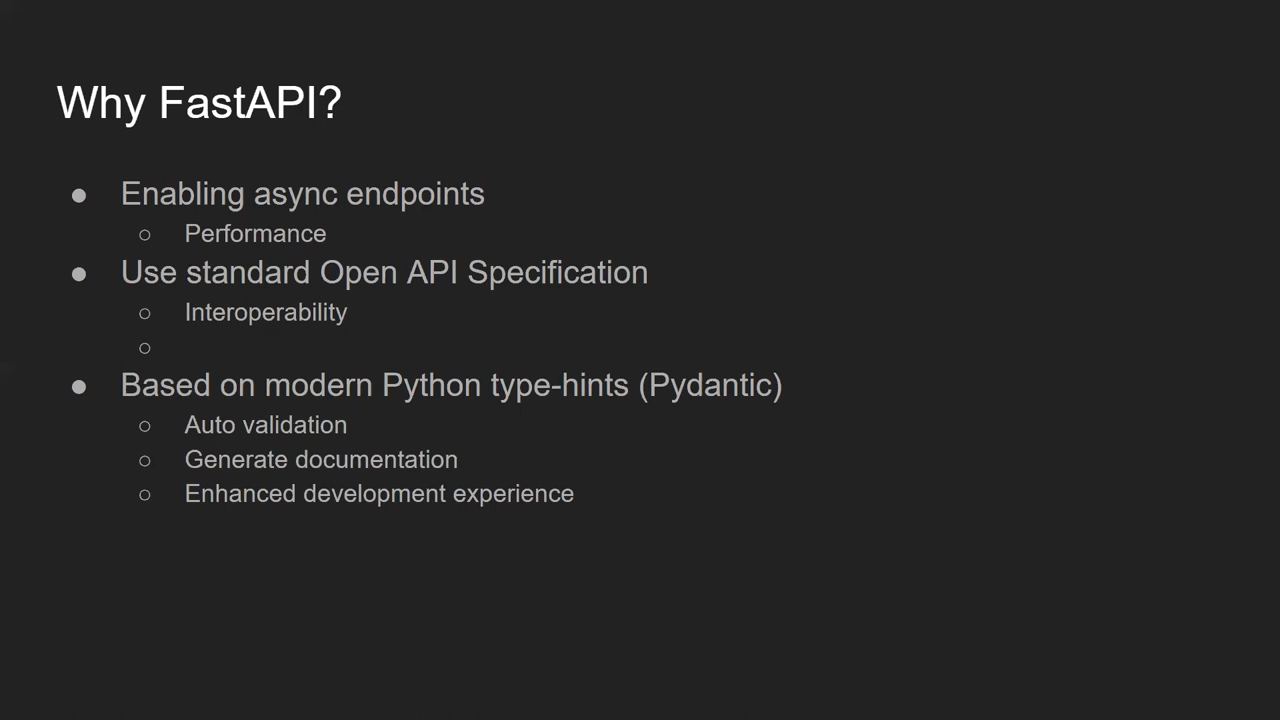 Why FastAPI?
● Enabling async endpoints
○ Performance
● Use standard Open API Specification
○ Interoperability
○
● Based on modern Python type-hints (Pydantic)
○ Auto validation
○ Generate documentation
○ Enhanced development experience